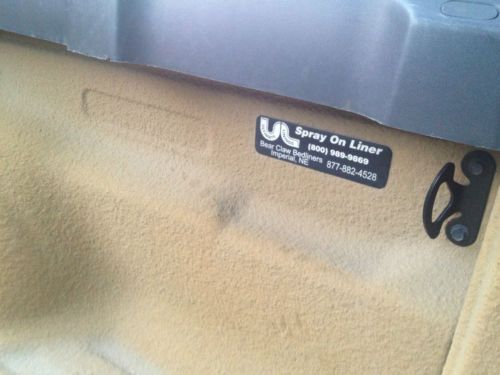 UL Spray On Liner
(800) 989-9869
Bear Claw Bedliners
Imperial, NE 877-882-4528